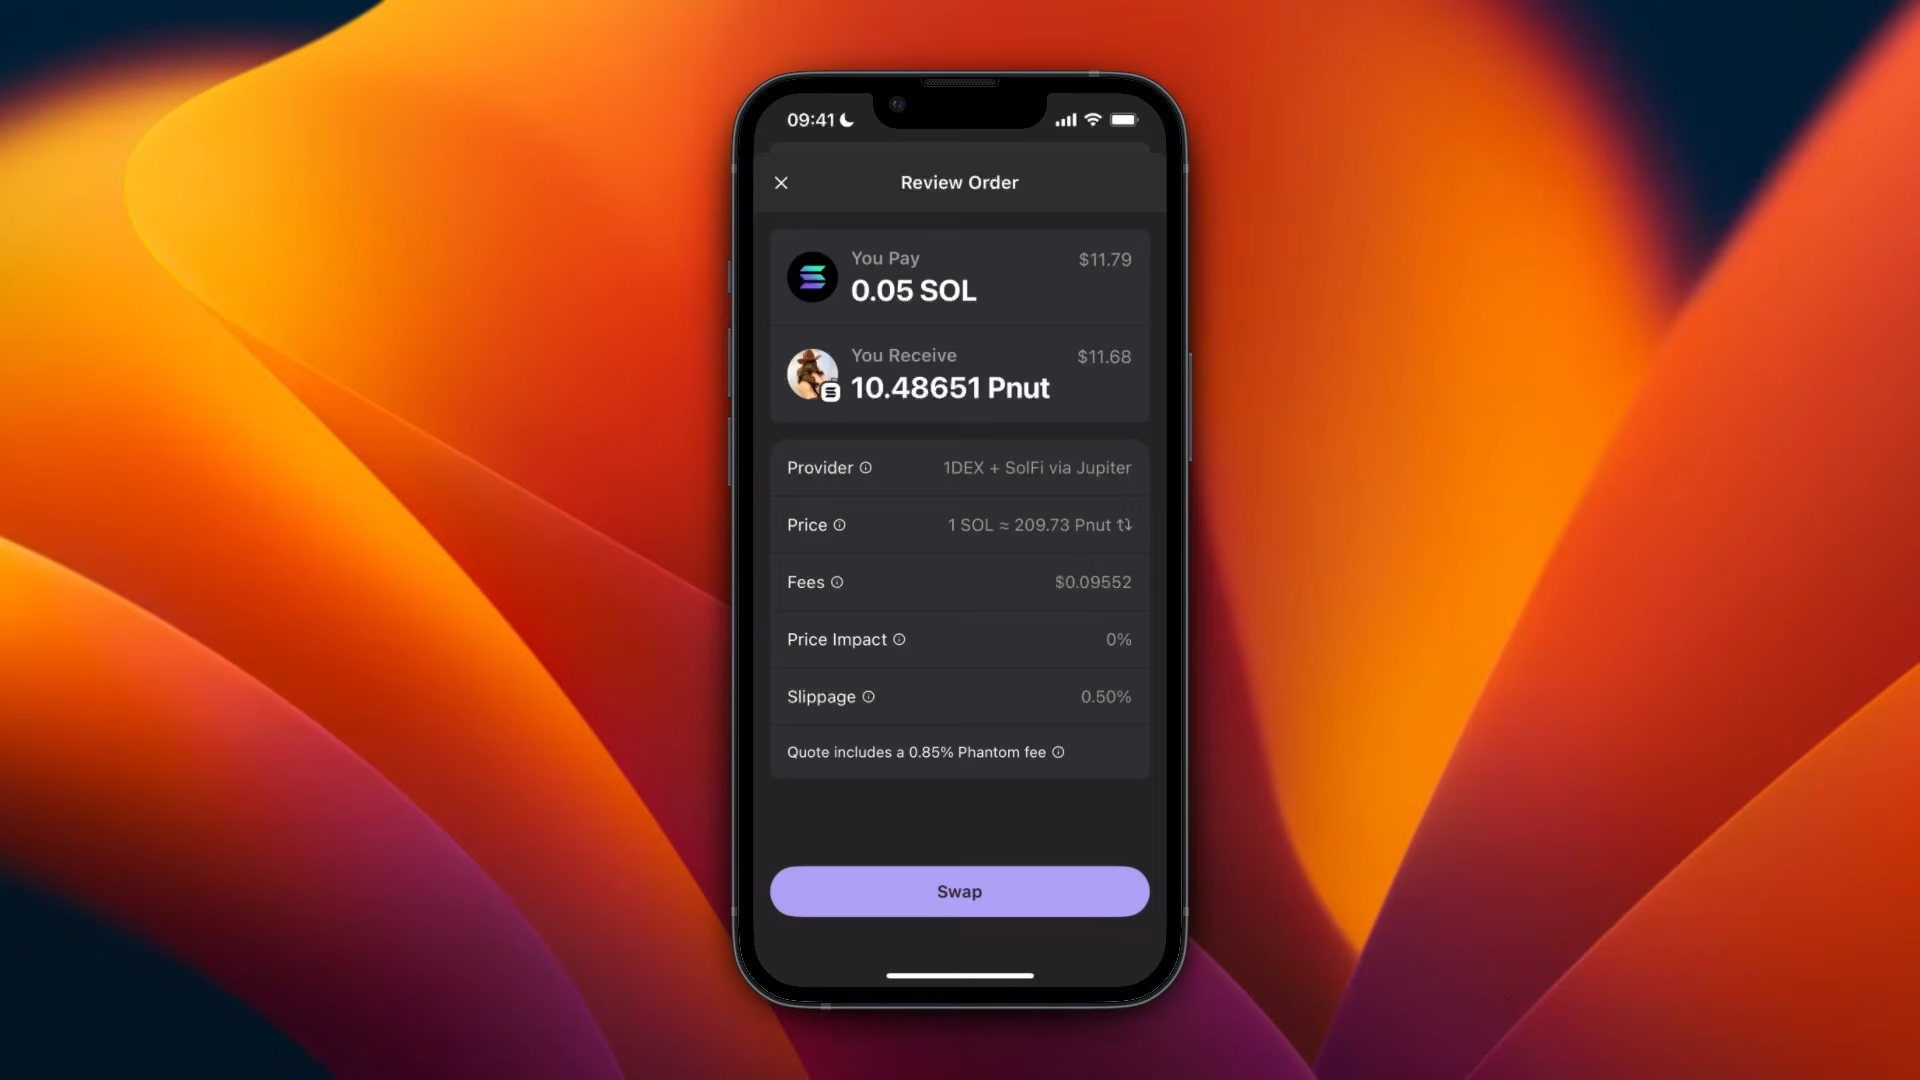 09:41
Review Order
You Pay
$11.79
0.05 SOL
You Receive
$11.68
10.48651 Pnut
Provider
1DEX + SolFi via Jupiter
Price
1 SOL ≈ 209.73 Pnut
Fees
$0.09552
Price Impact
0%
Slippage
0.50%
Quote includes a 0.85% Phantom fee
Swap